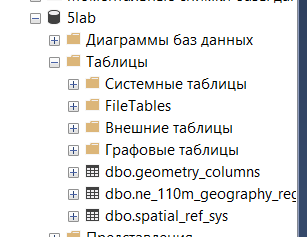 5lab
Диаграммы баз данных
Таблицы
Системные таблицы
FileTables
Внешние таблицы
Графовые таблицы
dbo.geometry_columns
dbo.ne_110m_geography_reg
dbo.spatial_ref_sys
Представления